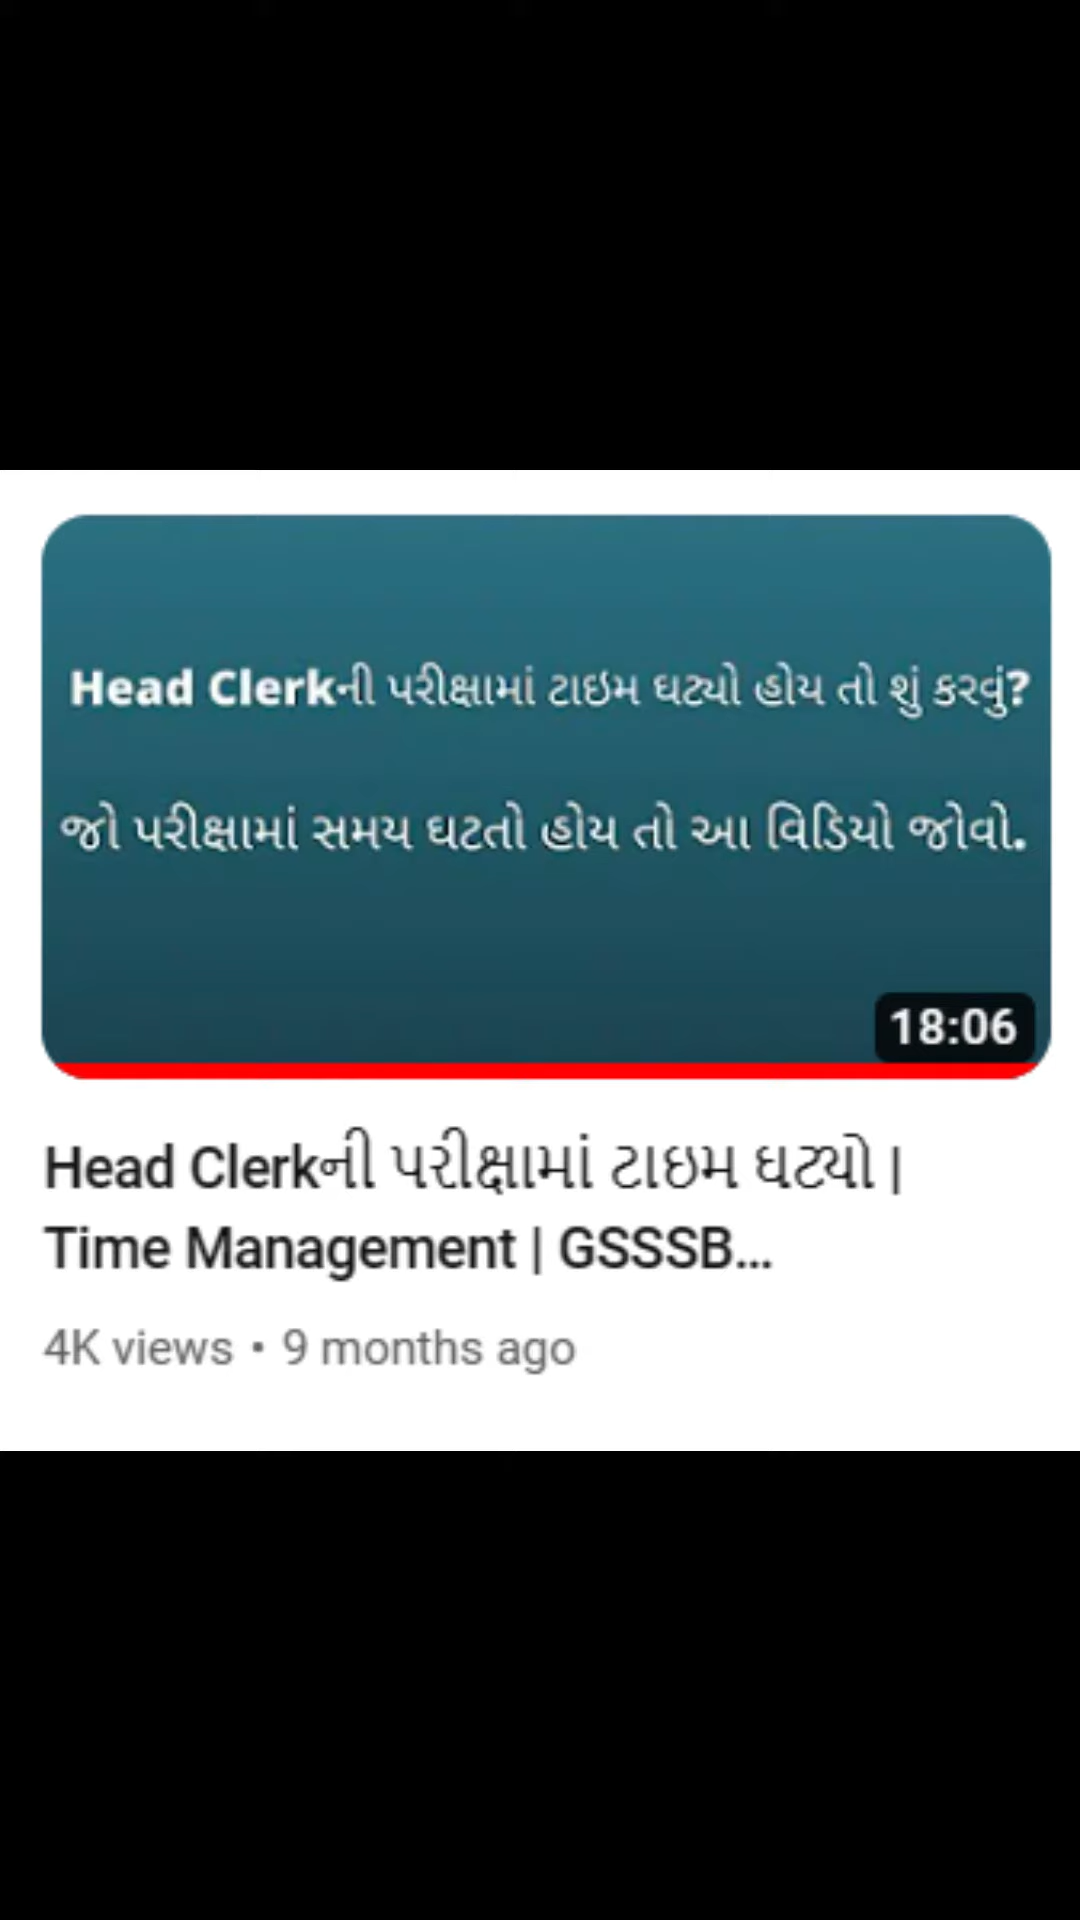 Head Clerkની પરીક્ષામાં ટાઇમ ઘટ્યો હોય તો શું કરવું?
જો પરીક્ષામાં સમય ઘટતો હોય તો આ વિડિયો જોવો.
18:06
Head Clerkની પરીક્ષામાં ટાઇમ ઘટ્યો |
Time Management | GSSSB...
4K views • 9 months ago